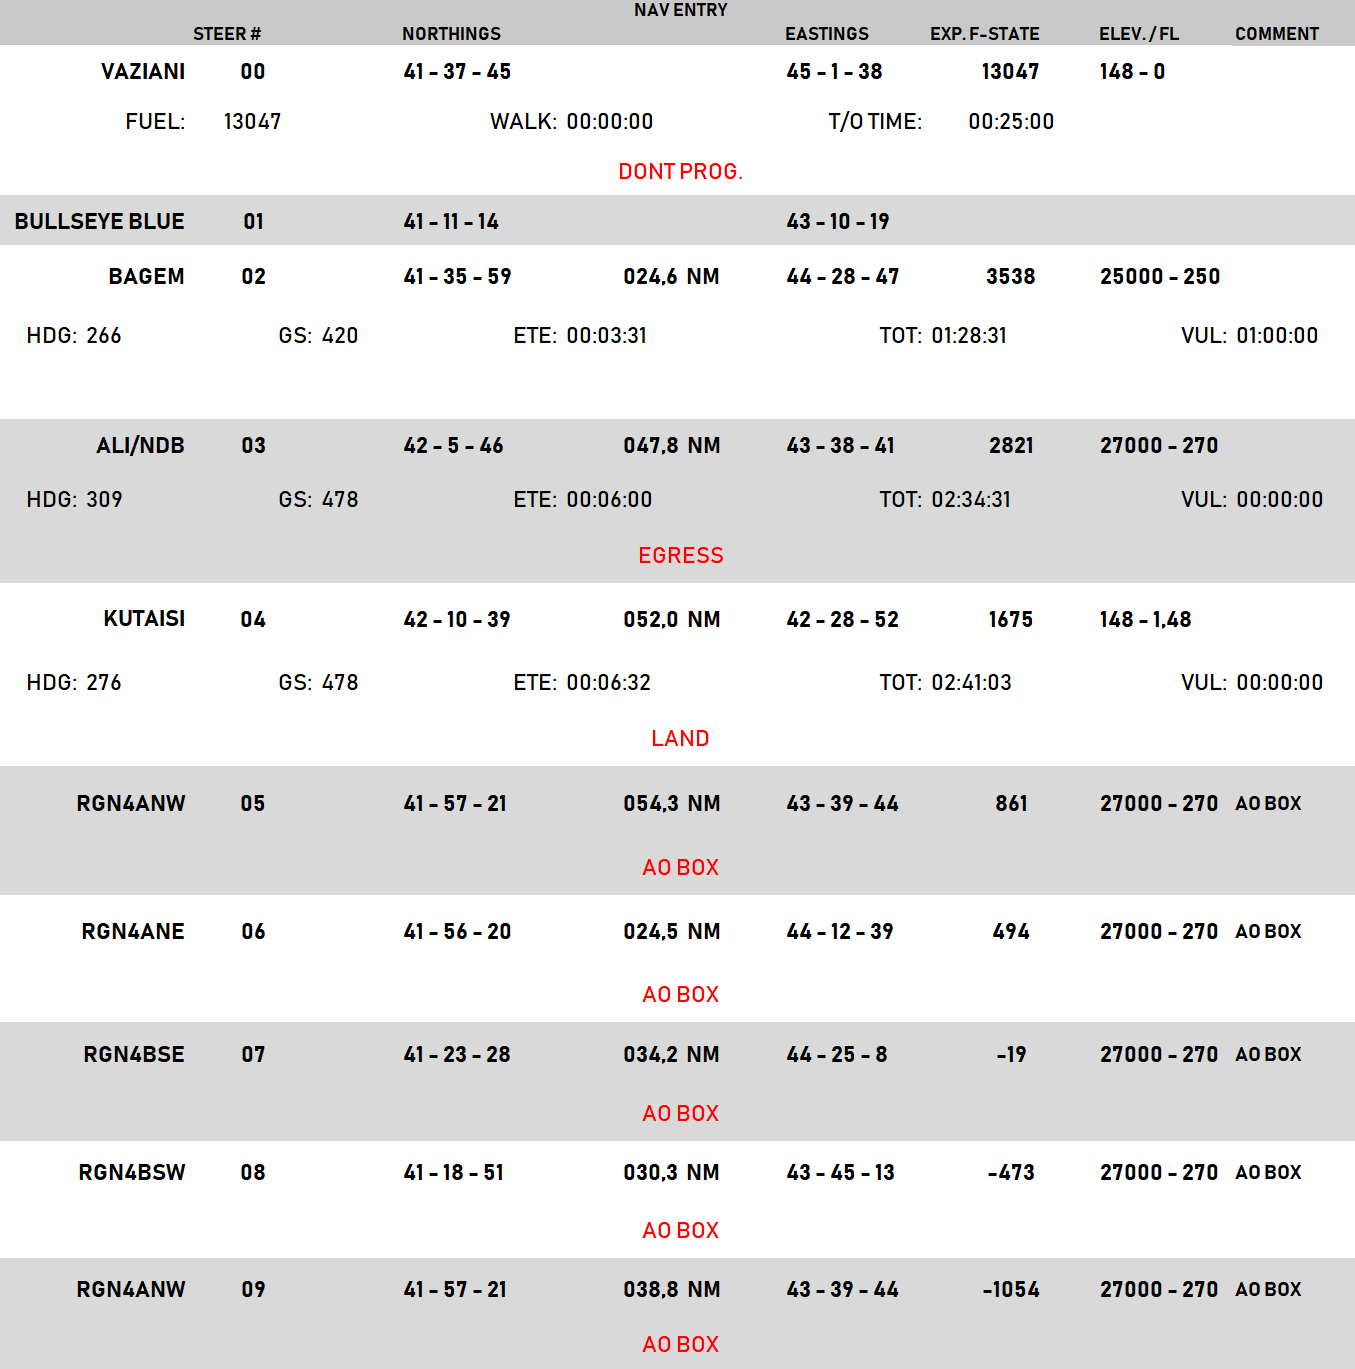 NAV ENTRY
STEER # NORTHINGS EASTINGS EXP. F-STATE ELEV. / FL COMMENT
VAZIANI 00 41 - 37 - 45 45 - 1 - 38 13047 148 - 0
FUEL: 13047 WALK: 00:00:00 T/O TIME: 00:25:00
DONT PROG.
BULLSEYE BLUE 01 41 - 11 - 14 43 - 10 - 19
BAGEM 02 41 - 35 - 59 024,6 NM 44 - 28 - 47 3538 25000 - 250
HDG: 266 GS: 420 ETE: 00:03:31 TOT: 01:28:31 VUL: 01:00:00
ALI/NDB 03 42 - 5 - 46 047,8 NM 43 - 38 - 41 2821 27000 - 270
HDG: 309 GS: 478 ETE: 00:06:00 TOT: 02:34:31 VUL: 00:00:00
EGRESS
KUTAISI 04 42 - 10 - 39 052,0 NM 42 - 28 - 52 1675 148 - 1,48
HDG: 276 GS: 478 ETE: 00:06:32 TOT: 02:41:03 VUL: 00:00:00
LAND
RGN4ANW 05 41 - 57 - 21 054,3 NM 43 - 39 - 44 861 27000 - 270 AO BOX
AO BOX
RGN4ANE 06 41 - 56 - 20 024,5 NM 44 - 12 - 39 494 27000 - 270 AO BOX
AO BOX
RGN4BSE 07 41 - 23 - 28 034,2 NM 44 - 25 - 8 -19 27000 - 270 AO BOX
AO BOX
RGN4BSW 08 41 - 18 - 51 030,3 NM 43 - 45 - 13 -473 27000 - 270 AO BOX
AO BOX
RGN4ANW 09 41 - 57 - 21 038,8 NM 43 - 39 - 44 -1054 27000 - 270 AO BOX
AO BOX